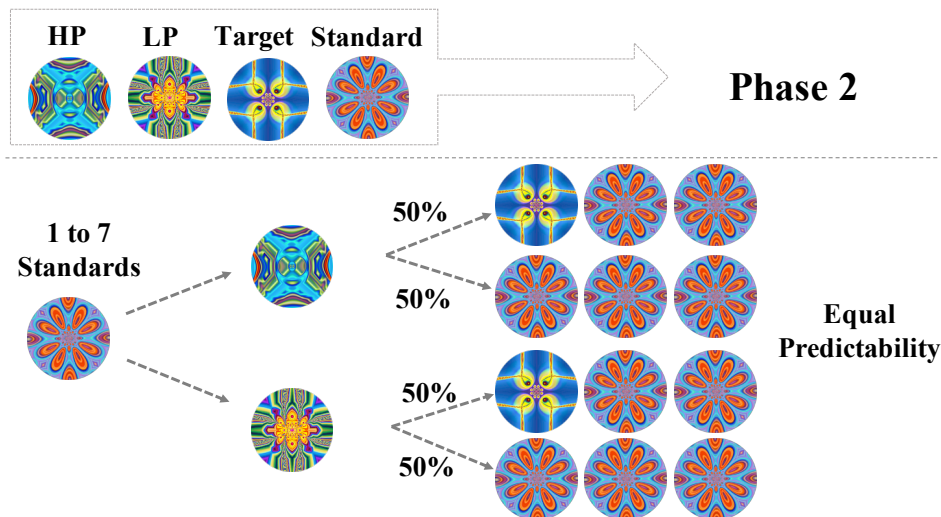 HP LP Target Standard
Phase 2
1 to 7
Standards
50%
50%
50%
50%
Equal
Predictability